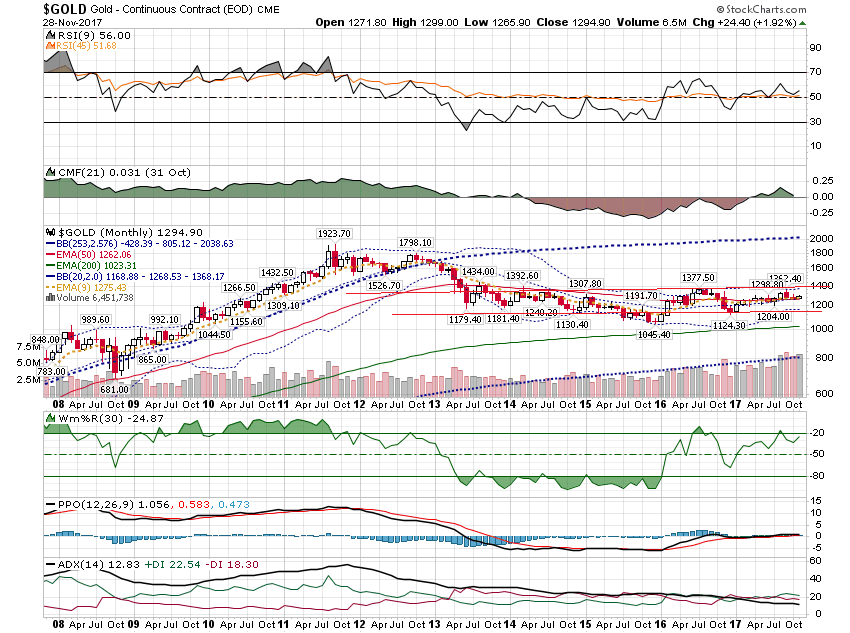 $GOLD Gold - Continuous Contract (EOD) CME
© StockCharts.com
28-Nov-2017
Open 1271.80 High 1299.00 Low 1265.90 Close 1294.90 Volume 6.5M Chg +24.40 (+1.92%)
RSI(9) 56.00
RSI(45) 51.68
90
70
50
30
10
CMF(21) 0.031 (31 Oct)
0.25
0.00
-0.25
$GOLD (Monthly) 1294.90
BB(253,2.576) -428.39 - 805.12 - 2038.63
EMA(50) 1262.06
EMA(200) 1023.31
BB(20,2.0) 1168.88 - 1268.53 - 1368.17
EMA(9) 1275.43
Volume 6,451,738
1923.70
1798.10
1432.50
1434.00
1392.60
1377.50
1362.40
1266.50
1526.70
1307.80
1298.80
1191.70
1309.10
1155.60
1240.20
1204.00
989.60
992.10
1044.50
1179.40
1181.40
1130.40
1045.40
1124.30
848.00
865.00
783.00
681.00
2000
1800
1600
1400
1200
1000
800
600
7.5M
5.0M
2.5M
08 Apr Jul Oct 09 Apr Jul Oct 10 Apr Jul Oct 11 Apr Jul Oct 12 Apr Jul Oct 13 Apr Jul Oct 14 Apr Jul Oct 15 Apr Jul Oct 16 Apr Jul Oct 17 Apr Jul Oct
Wm%R(30) -24.87
-20
-50
-80
PPO(12,26,9) 1.056, 0.583, 0.473
15
10
5
0
-5
ADX(14) 12.83 +DI 22.54 -DI 18.30
60
40
20
0
08 Apr Jul Oct 09 Apr Jul Oct 10 Apr Jul Oct 11 Apr Jul Oct 12 Apr Jul Oct 13 Apr Jul Oct 14 Apr Jul Oct 15 Apr Jul Oct 16 Apr Jul Oct 17 Apr Jul Oct